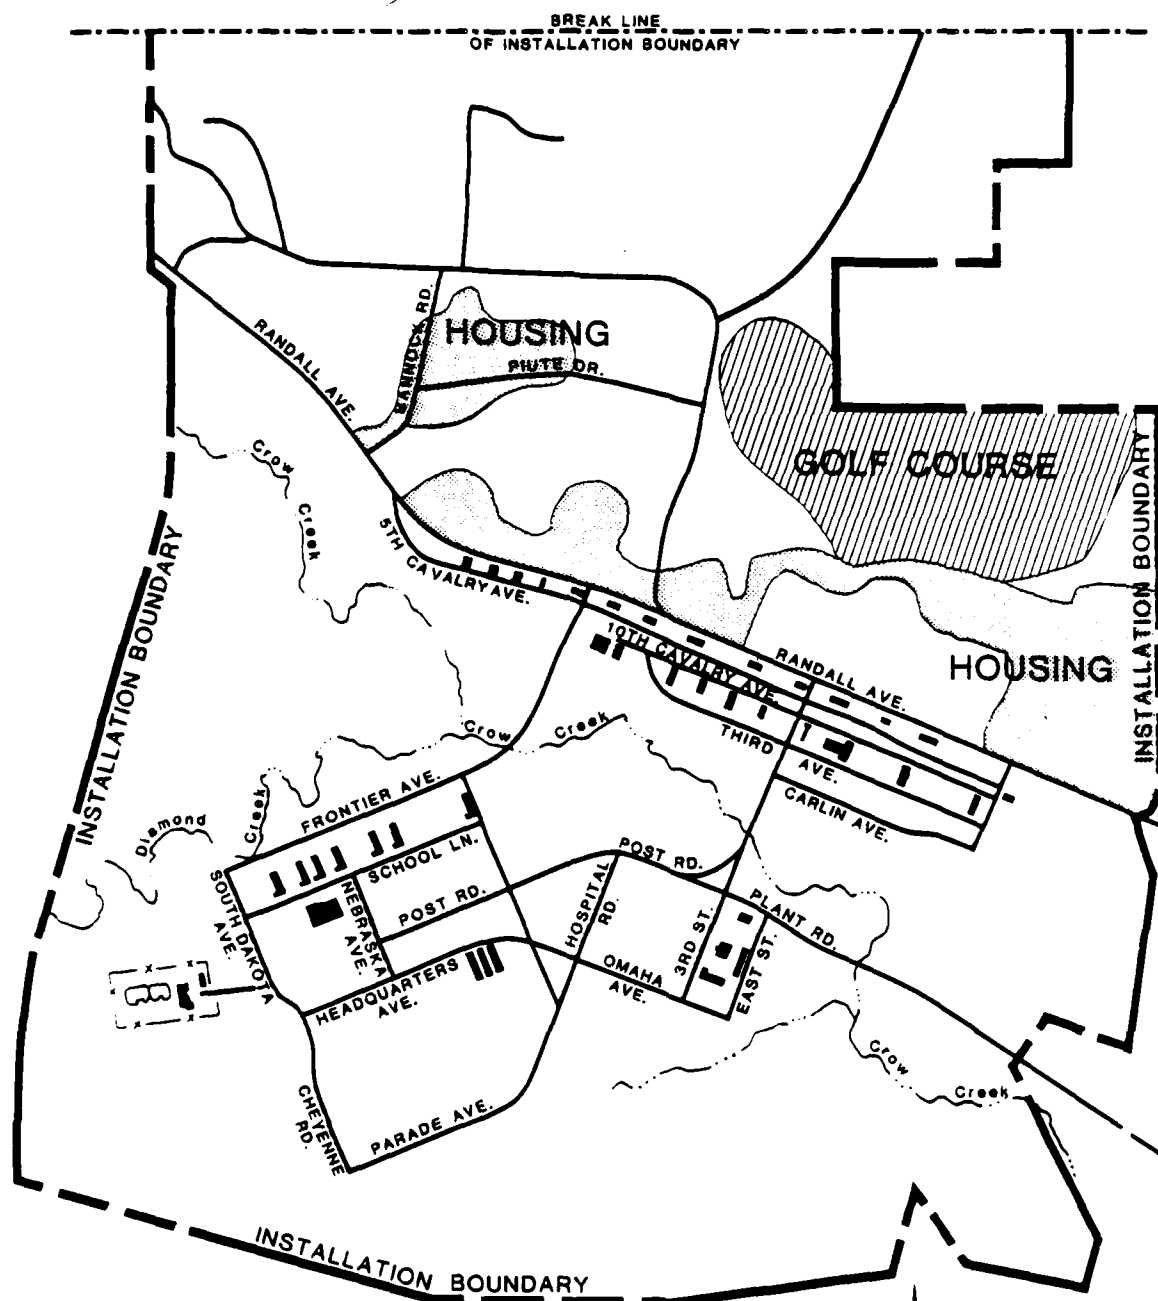 BREAK LINE
OF INSTALLATION BOUNDARY
RANDALL AVE.
BANNOCK RD.
HOUSING
PIUTE DR.
GOLF COURSE
INSTALLATION BOUNDARY
Crow
Creek
5TH CAVALRY AVE.
INSTALLATION BOUNDARY
10TH CAVALRY AVE.
RANDALL AVE.
HOUSING
THIRD AVE.
CARLIN AVE.
Crow Creek
FRONTIER AVE.
Diamond Creek
SCHOOL LN.
SOUTH DAKOTA AVE.
NEBRASKA AVE.
POST RD.
POST RD.
HOSPITAL RD.
3RD ST.
PLANT RD.
EAST ST.
OMAHA AVE.
HEADQUARTERS AVE.
Crow Creek
CHEYENNE RD.
PARADE AVE.
INSTALLATION BOUNDARY